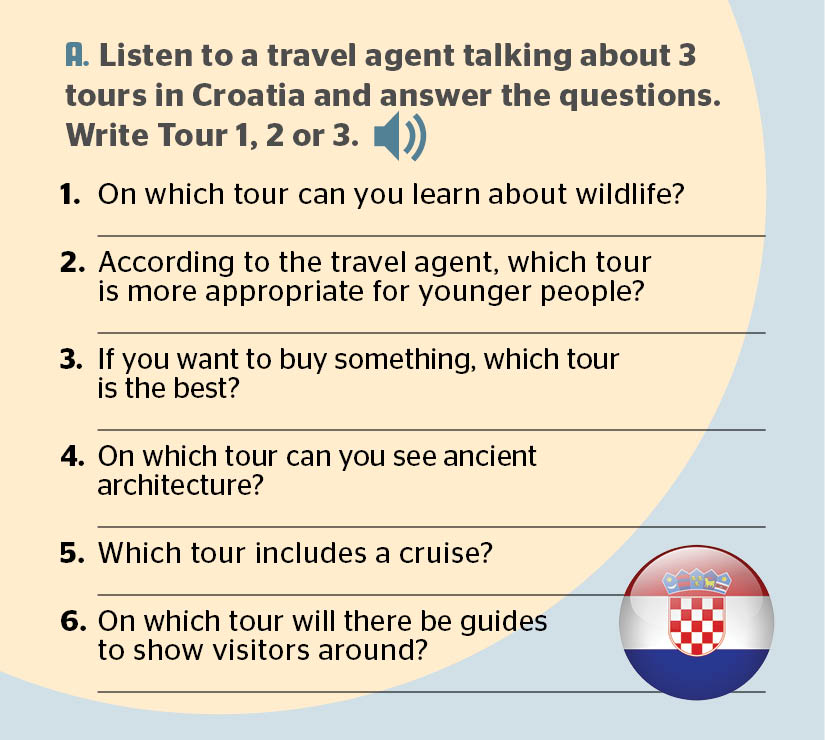 A. Listen to a travel agent talking about 3
tours in Croatia and answer the questions.
Write Tour 1, 2 or 3.
1. On which tour can you learn about wildlife?
2. According to the travel agent, which tour
is more appropriate for younger people?
3. If you want to buy something, which tour
is the best?
4. On which tour can you see ancient
architecture?
5. Which tour includes a cruise?
6. On which tour will there be guides
to show visitors around?